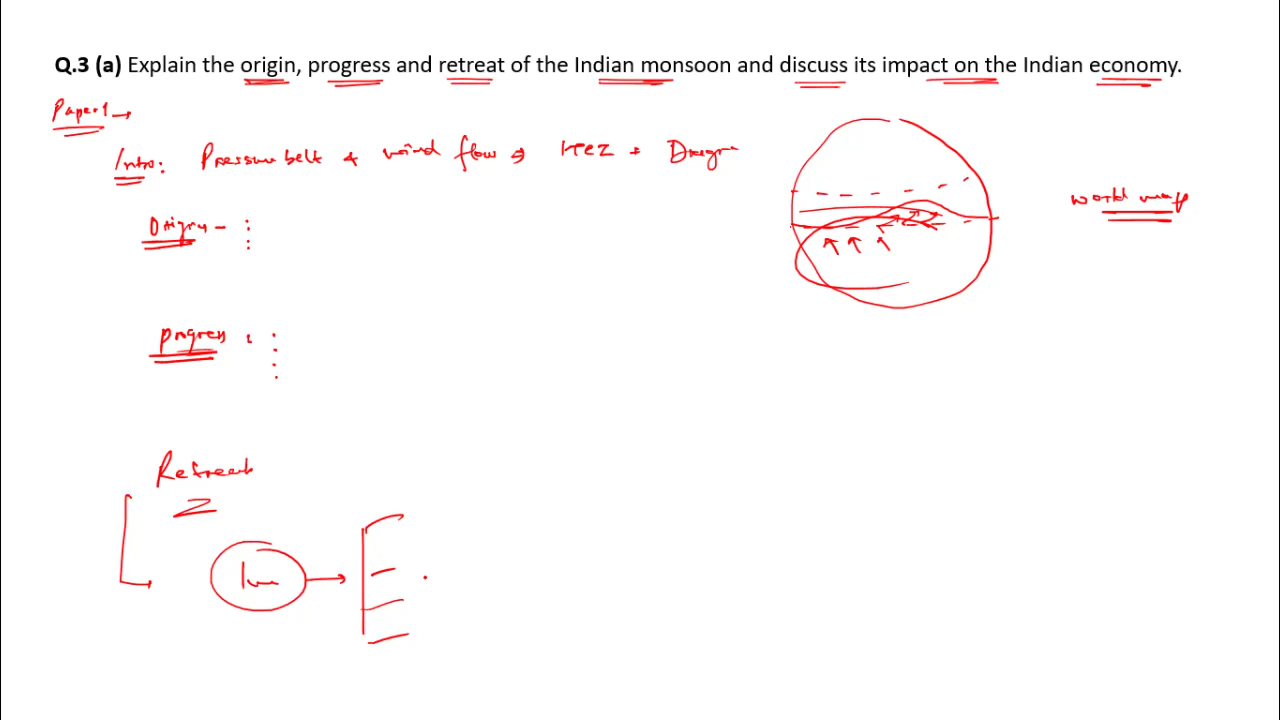 Q.3 (a) Explain the origin, progress and retreat of the Indian monsoon and discuss its impact on the Indian economy.
Paper 1 →
Intro: Pressure belt & wind flow → ITCZ + Diagrm
world map
Origin - :
Progress :
Retreat